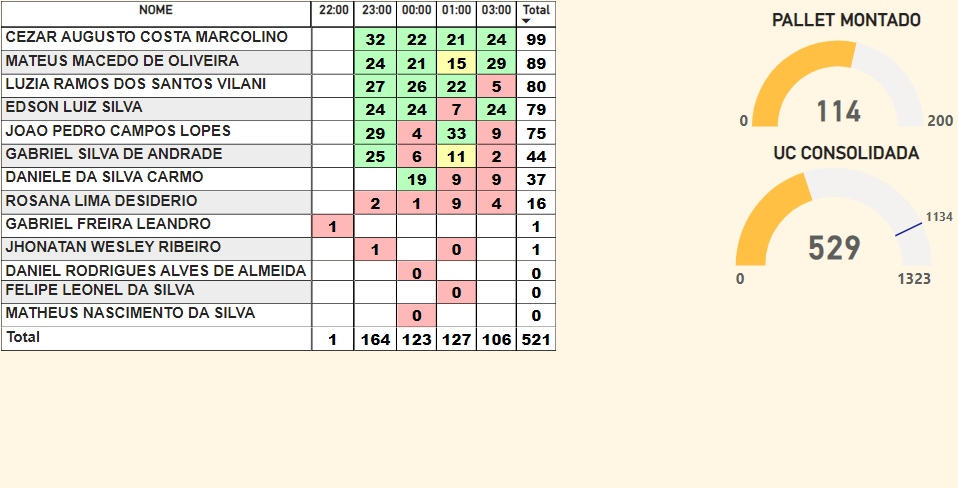 NOME 22:00 23:00 00:00 01:00 03:00 Total
CEZAR AUGUSTO COSTA MARCOLINO 32 22 21 24 99
MATEUS MACEDO DE OLIVEIRA 24 21 15 29 89
LUZIA RAMOS DOS SANTOS VILANI 27 26 22 5 80
EDSON LUIZ SILVA 24 24 7 24 79
JOAO PEDRO CAMPOS LOPES 29 4 33 9 75
GABRIEL SILVA DE ANDRADE 25 6 11 2 44
DANIELE DA SILVA CARMO 19 9 9 37
ROSANA LIMA DESIDERIO 2 1 9 4 16
GABRIEL FREIRA LEANDRO 1 1
JHONATAN WESLEY RIBEIRO 1 0 1
DANIEL RODRIGUES ALVES DE ALMEIDA 0 0
FELIPE LEONEL DA SILVA 0 0
MATHEUS NASCIMENTO DA SILVA 0 0
Total 1 164 123 127 106 521
PALLET MONTADO
114
0 200
UC CONSOLIDADA
1134
529
0 1323